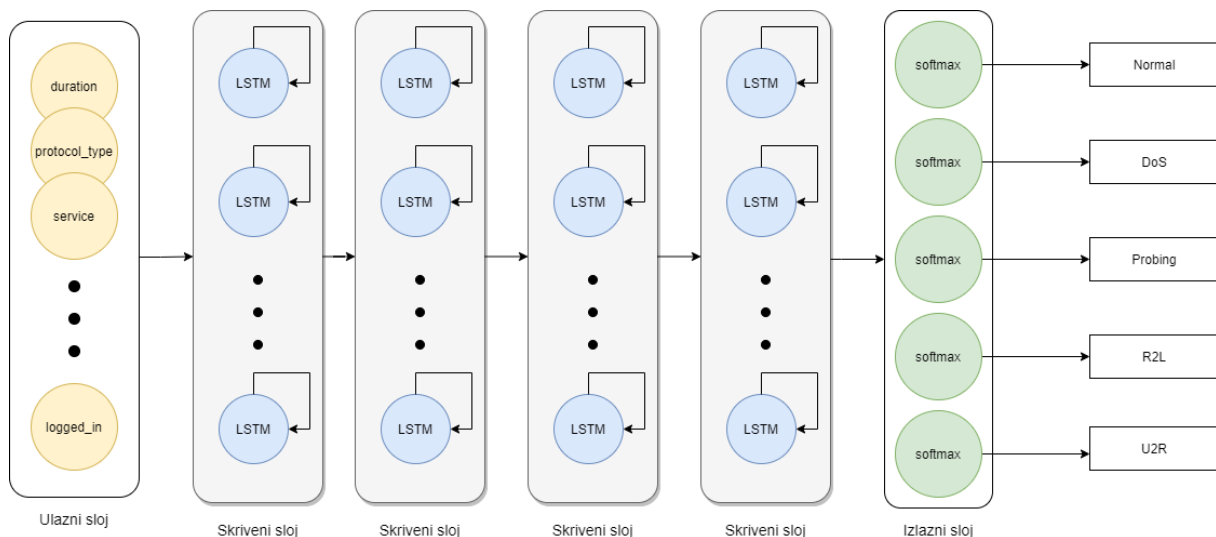 duration
protocol_type
service
logged_in
Ulazni sloj
LSTM
LSTM
LSTM
Skriveni sloj
LSTM
LSTM
LSTM
Skriveni sloj
LSTM
LSTM
LSTM
Skriveni sloj
LSTM
LSTM
LSTM
Skriveni sloj
softmax
softmax
softmax
softmax
softmax
Izlazni sloj
Normal
DoS
Probing
R2L
U2R